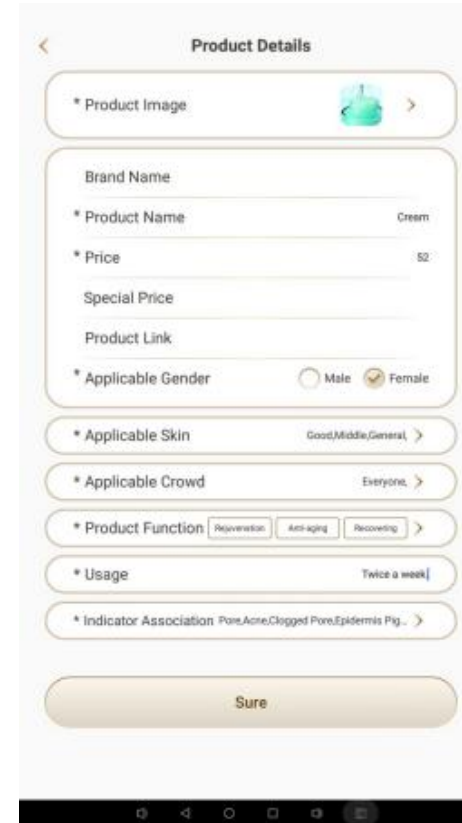 Product Details
* Product Image
Brand Name
* Product Name Cream
* Price 52
Special Price
Product Link
* Applicable Gender Male Female
* Applicable Skin Good,Middle,General,
* Applicable Crowd Everyone,
* Product Function Rejuvenation Anti-aging Recovering
* Usage Twice a week
* Indicator Association Pore,Acne,Clogged Pore,Epidermis Pig...
Sure